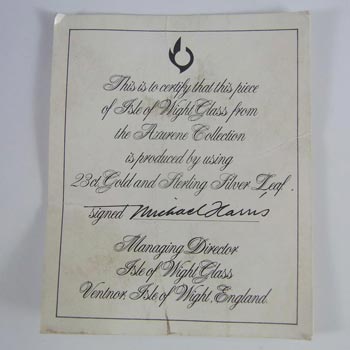 This is to certify that this piece
of Isle of Wight Glass from
the Azurene Collection
is produced by using
23ct. Gold and Sterling Silver Leaf.
signed Michael Harris
Managing Director
Isle of Wight Glass
Ventnor, Isle of Wight, England